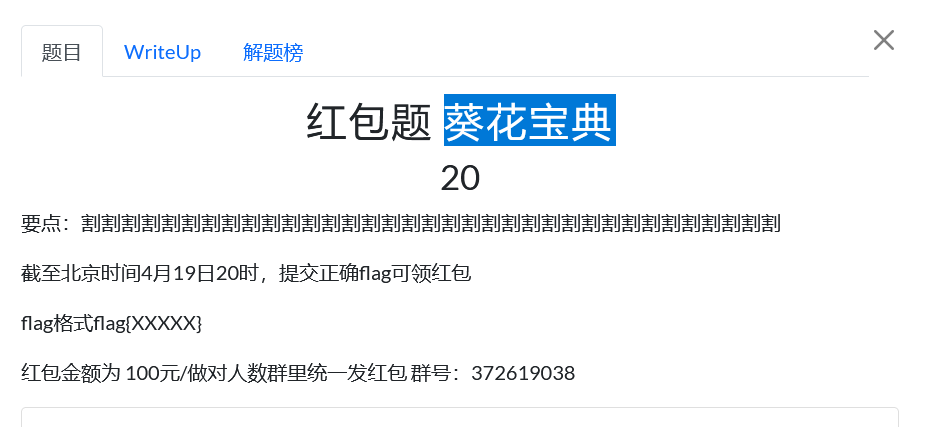 题目 WriteUp 解题榜
红包题 葵花宝典
20
要点：割割割割割割割割割割割割割割割割割割割割割割割割割割割割割割割割割割割
截至北京时间4月19日20时，提交正确flag可领红包
flag格式flag{XXXXX}
红包金额为 100元/做对人数群里统一发红包 群号：372619038